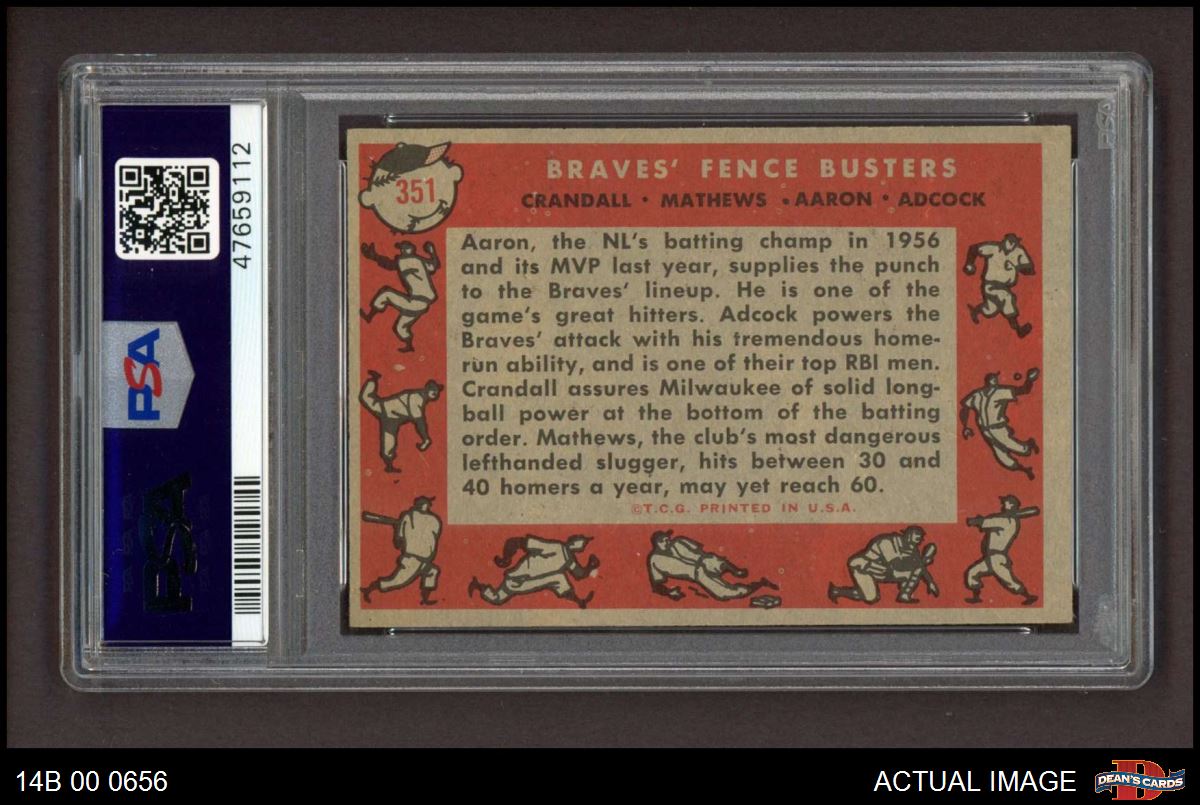 47659112
PSA
PSA
351
BRAVES' FENCE BUSTERS
CRANDALL • MATHEWS • AARON • ADCOCK
Aaron, the NL's batting champ in 1956
and its MVP last year, supplies the punch
to the Braves' lineup. He is one of the
game's great hitters. Adcock powers the
Braves' attack with his tremendous home-
run ability, and is one of their top RBI men.
Crandall assures Milwaukee of solid long-
ball power at the bottom of the batting
order. Mathews, the club's most dangerous
lefthanded slugger, hits between 30 and
40 homers a year, may yet reach 60.
©T.C.G. PRINTED IN U.S.A.
PSA
14B 00 0656
ACTUAL IMAGE
DEAN'S CARDS